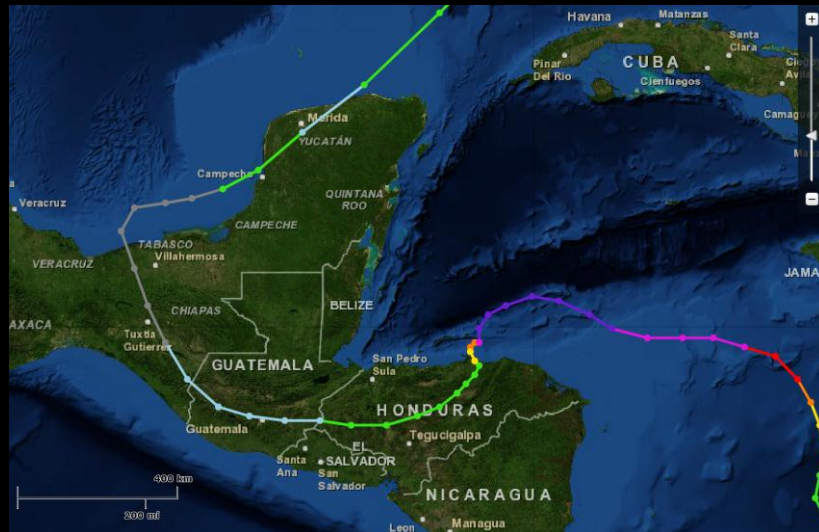 Havana
Matanzas
Pinar
Del Rio
CUBA
Santa
Clara
Cienfuegos
Camaguey
Merida
YUCATÁN
Campeche
QUINTANA
ROO
CAMPECHE
Veracruz
TABASCO
Villahermosa
VERACRUZ
CHIAPAS
BELIZE
JAMA
AXACA
Tuxtla
Gutierrez
GUATEMALA
San Pedro
Sula
HONDURAS
Guatemala
Tegucigalpa
EL
SALVADOR
Santa
Ana
San
Salvador
NICARAGUA
Leon
Managua
400 km
200 mi
+
−